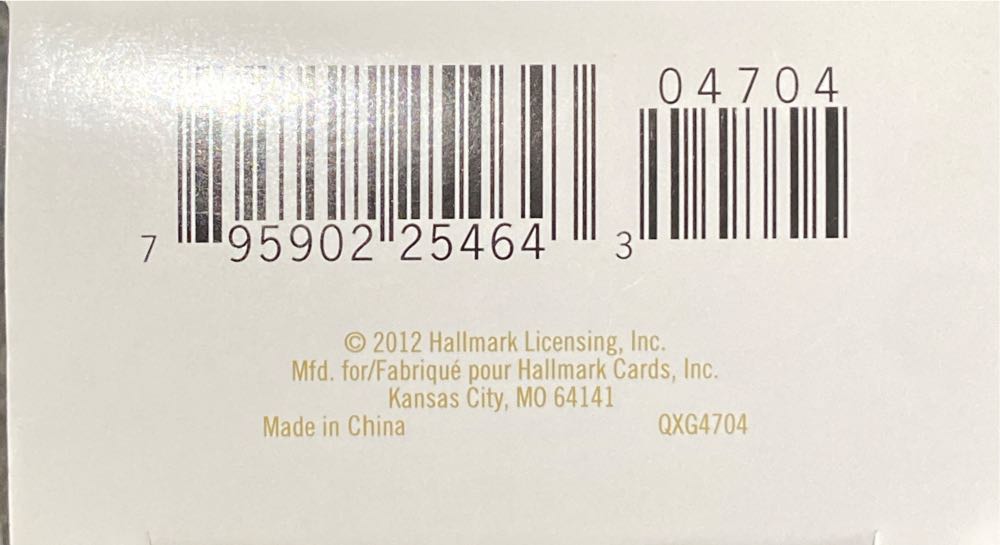 04704
7 95902 25464 3
© 2012 Hallmark Licensing, Inc.
Mfd. for/Fabriqué pour Hallmark Cards, Inc.
Kansas City, MO 64141
Made in China QXG4704